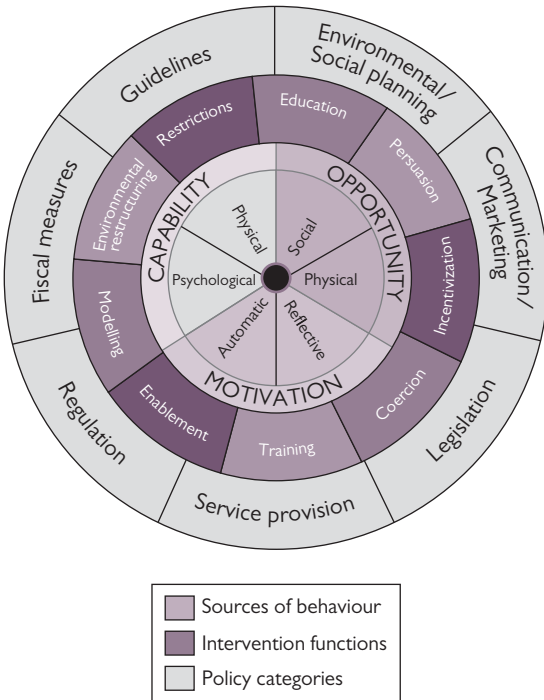 Guidelines
Environmental/
Social planning
Communication/
Marketing
Legislation
Service provision
Regulation
Fiscal measures
Restrictions
Education
Persuasion
Incentivization
Coercion
Training
Enablement
Modelling
Environmental
restructuring
CAPABILITY
OPPORTUNITY
MOTIVATION
Physical
Social
Psychological
Physical
Automatic
Reflective
Sources of behaviour
Intervention functions
Policy categories